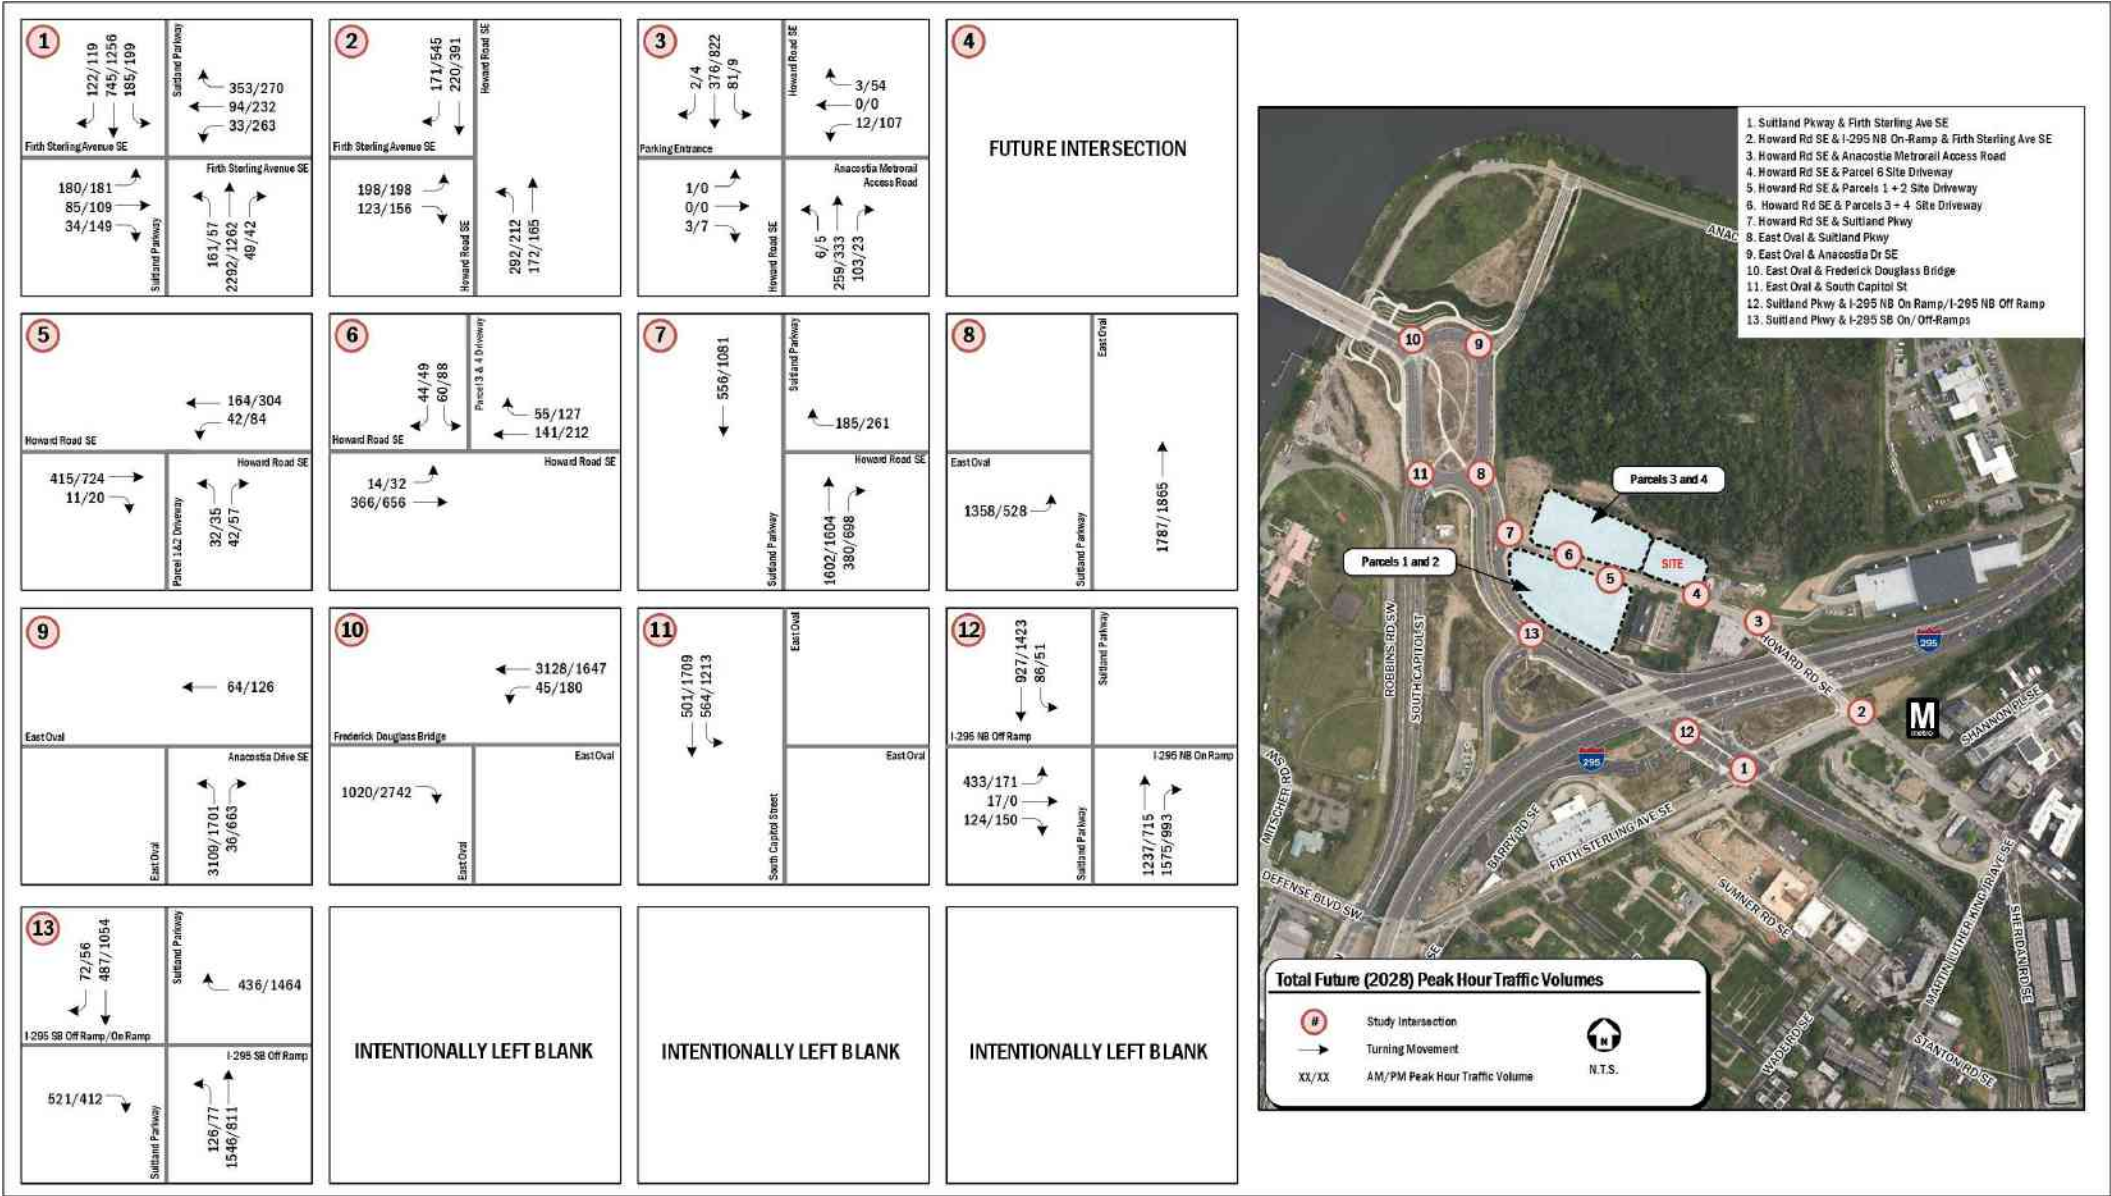 1
122/119
745/1256
185/199
Suitland Parkway
353/270
94/232
33/263
Firth Sterling Avenue SE
Firth Sterling Avenue SE
180/181
85/109
34/149
Suitland Parkway
161/57
2292/1262
49/42
2
171/545
220/391
Howard Road SE
Firth Sterling Avenue SE
198/198
123/156
Howard Road SE
292/212
172/165
3
2/4
376/822
81/9
Howard Road SE
3/54
0/0
12/107
Parking Entrance
Anacostia Metrorail
Access Road
1/0
0/0
3/7
Howard Road SE
6/5
259/333
103/23
4
FUTURE INTERSECTION
5
164/304
42/84
Howard Road SE
Howard Road SE
415/724
11/20
Parcel 1&2 Driveway
32/35
42/57
6
44/49
60/88
Parcel 3 & 4 Driveway
55/127
141/212
Howard Road SE
Howard Road SE
14/32
366/656
7
556/1081
Suitland Parkway
185/261
Howard Road SE
Suitland Parkway
1602/1604
380/698
8
East Oval
East Oval
1358/528
Suitland Parkway
1787/1865
9
64/126
East Oval
Anacostia Drive SE
East Oval
3109/1701
36/663
10
3128/1647
45/180
Frederick Douglass Bridge
East Oval
1020/2742
East Oval
11
501/1709
564/1213
East Oval
East Oval
South Capitol Street
12
927/1423
86/51
Suitland Parkway
I-295 NB Off Ramp
I-295 NB On Ramp
433/171
17/0
124/150
Suitland Parkway
1237/715
1575/993
13
72/56
487/1054
Suitland Parkway
436/1464
I-295 SB Off Ramp/On Ramp
I-295 SB Off Ramp
521/412
Suitland Parkway
126/77
1546/811
INTENTIONALLY LEFT BLANK
INTENTIONALLY LEFT BLANK
INTENTIONALLY LEFT BLANK
1. Suitland Pkway & Firth Sterling Ave SE
2. Howard Rd SE & I-295 NB On-Ramp & Firth Sterling Ave SE
3. Howard Rd SE & Anacostia Metrorail Access Road
4. Howard Rd SE & Parcel 6 Site Driveway
5. Howard Rd SE & Parcels 1 + 2 Site Driveway
6. Howard Rd SE & Parcels 3 + 4 Site Driveway
7. Howard Rd SE & Suitland Pkwy
8. East Oval & Suitland Pkwy
9. East Oval & Anacostia Dr SE
10. East Oval & Frederick Douglass Bridge
11. East Oval & South Capitol St
12. Suitland Pkwy & I-295 NB On Ramp/I-295 NB Off Ramp
13. Suitland Pkwy & I-295 SB On/Off-Ramps
ANAC
10
9
11
8
Parcels 3 and 4
7
6
Parcels 1 and 2
5
SITE
4
3
13
HOWARD RD SE
295
ROBBINS RD SW
SOUTH CAPITOL ST
2
M
metro
SHANNON PL SE
12
1
295
MITSCHER RD SW
BARRY RD SE
FIRTH STERLING AVE SE
DEFENSE BLVD SW
SUMNER RD SE
MARTIN LUTHER KING JR AVE SE
SHERIDAN RD SE
SE
WADE RD SE
STANTON RD SE
Total Future (2028) Peak Hour Traffic Volumes
# Study Intersection
Turning Movement
XX/XX AM/PM Peak Hour Traffic Volume
N
N.T.S.